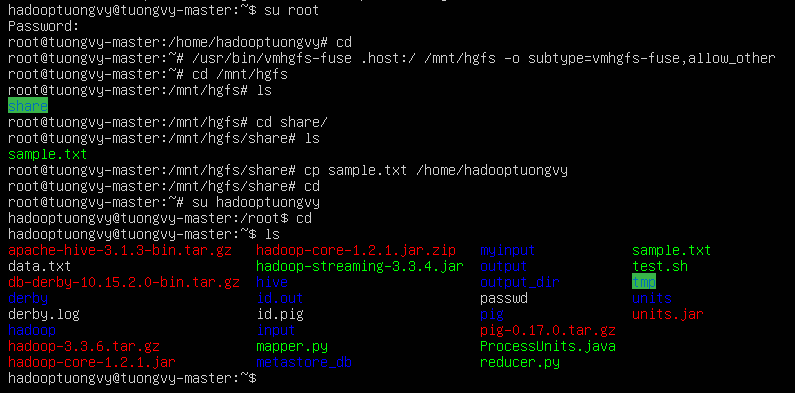 hadooptuongvy@tuongvy-master:~$ su root
Password:
root@tuongvy-master:/home/hadooptuongvy# cd
root@tuongvy-master:~# /usr/bin/vmhgfs-fuse .host:/ /mnt/hgfs -o subtype=vmhgfs-fuse,allow_other
root@tuongvy-master:~# cd /mnt/hgfs
root@tuongvy-master:/mnt/hgfs# ls
share
root@tuongvy-master:/mnt/hgfs# cd share/
root@tuongvy-master:/mnt/hgfs/share# ls
sample.txt
root@tuongvy-master:/mnt/hgfs/share# cp sample.txt /home/hadooptuongvy
root@tuongvy-master:/mnt/hgfs/share# cd
root@tuongvy-master:~# su hadooptuongvy
hadooptuongvy@tuongvy-master:/root$ cd
hadooptuongvy@tuongvy-master:~$ ls
apache-hive-3.1.3-bin.tar.gz hadoop-core-1.2.1.jar.zip myinput sample.txt
data.txt hadoop-streaming-3.3.4.jar output test.sh
db-derby-10.15.2.0-bin.tar.gz hive output_dir tmp
derby id.out passwd units
derby.log id.pig pig units.jar
hadoop input pig-0.17.0.tar.gz
hadoop-3.3.6.tar.gz mapper.py ProcessUnits.java
hadoop-core-1.2.1.jar metastore_db reducer.py
hadooptuongvy@tuongvy-master:~$